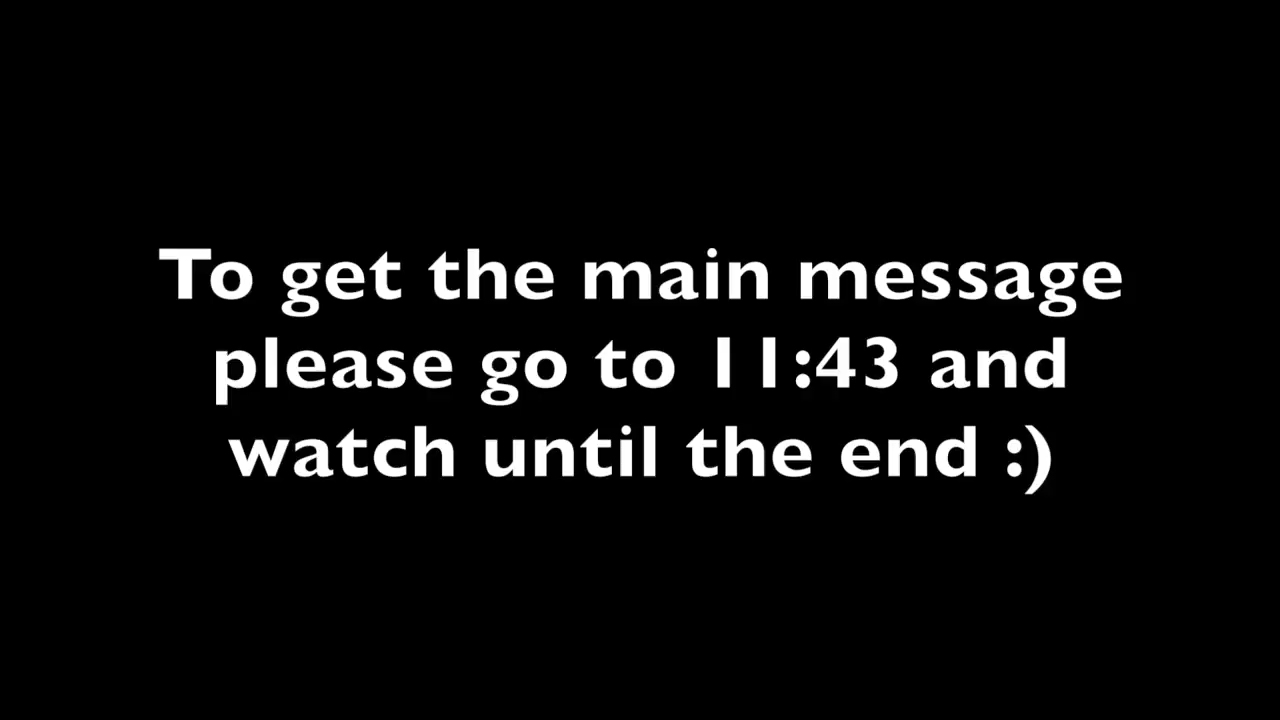 To get the main message
please go to 11:43 and
watch until the end :)